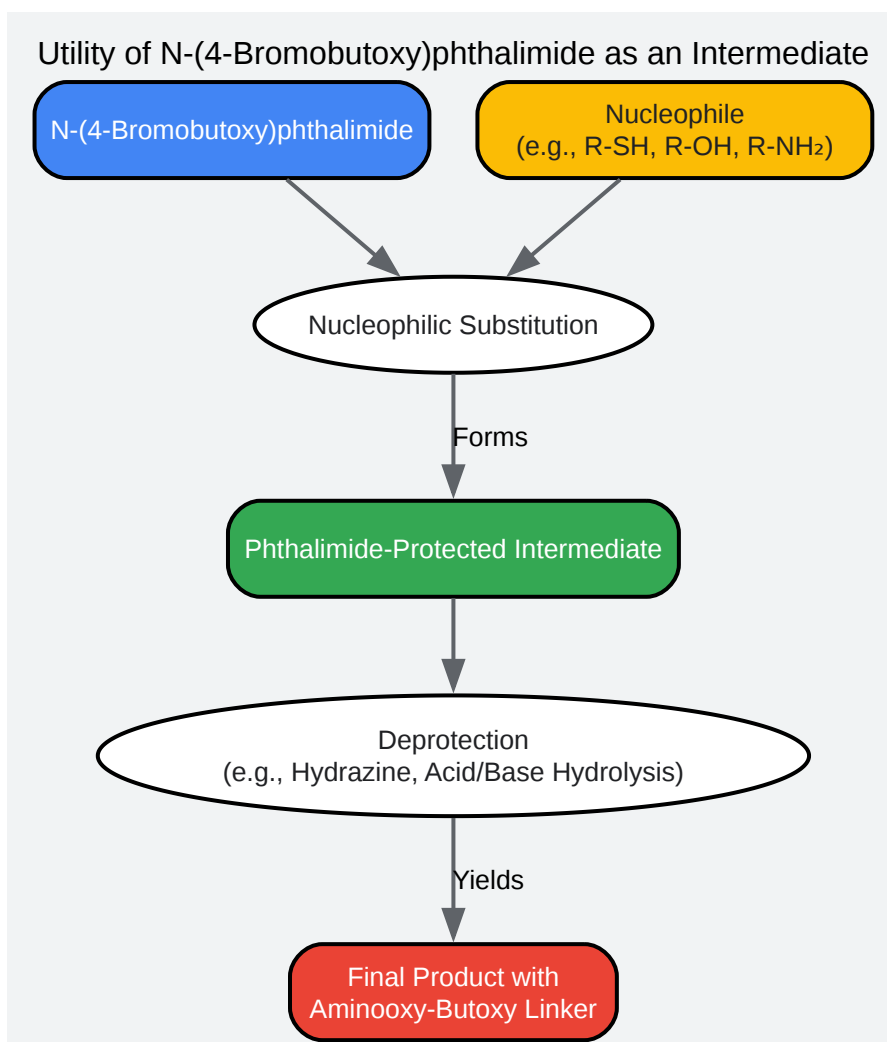 Utility of N-(4-Bromobutoxy)phthalimide as an Intermediate
N-(4-Bromobutoxy)phthalimide
Nucleophile
(e.g., R-SH, R-OH, R-NH₂)
Nucleophilic Substitution
Forms
Phthalimide-Protected Intermediate
Deprotection
(e.g., Hydrazine, Acid/Base Hydrolysis)
Yields
Final Product with
Aminooxy-Butoxy Linker